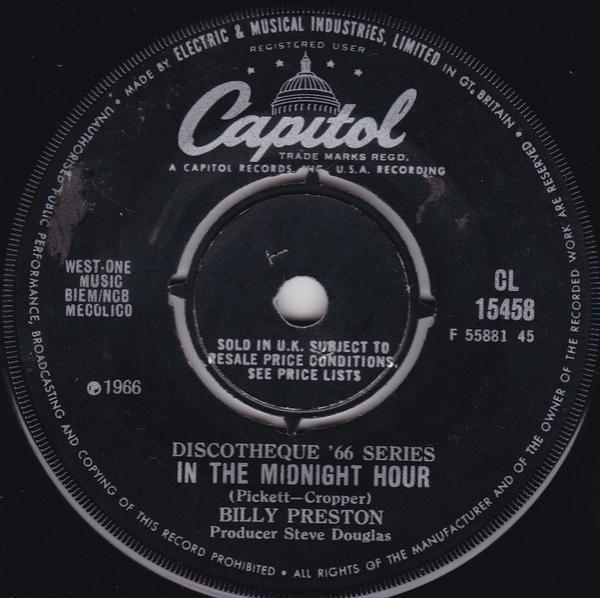 MADE BY ELECTRIC & MUSICAL INDUSTRIES, LIMITED IN GT. BRITAIN • ALL RIGHTS OF THE MANUFACTURER AND OF THE OWNER OF THE RECORDED WORK ARE RESERVED • UNAUTHORISED PUBLIC PERFORMANCE, BROADCASTING AND COPYING OF THIS RECORD PROHIBITED •
REGISTERED USER
Capitol
TRADE MARKS REGD.
A CAPITOL RECORDS, INC., U.S.A. RECORDING
WEST-ONE
MUSIC
BIEM/NCB
MECOLICO
CL
15458
F 55881 45
SOLD IN U.K. SUBJECT TO
RESALE PRICE CONDITIONS,
SEE PRICE LISTS
℗ 1966
DISCOTHEQUE '66 SERIES
IN THE MIDNIGHT HOUR
(Pickett—Cropper)
BILLY PRESTON
Producer Steve Douglas